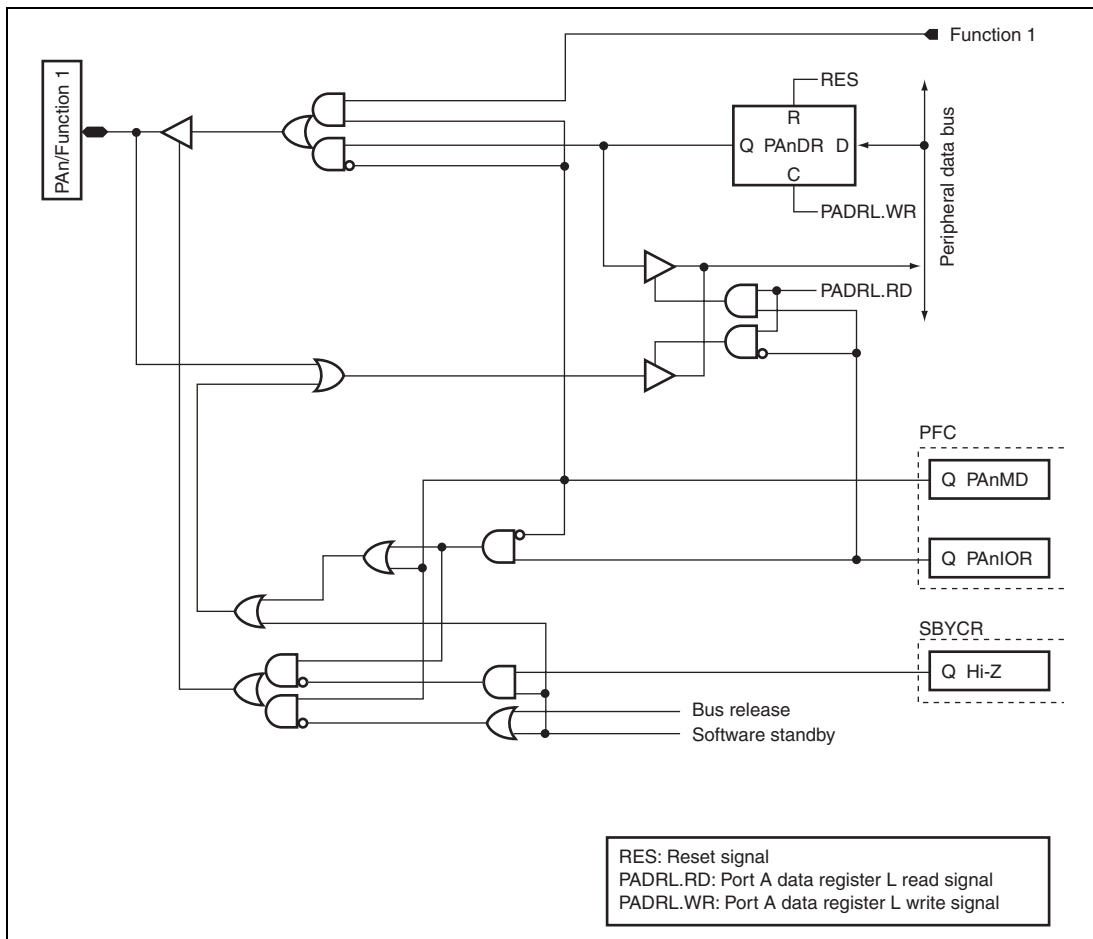 Function 1
PAn/Function 1
RES
R
Q PAnDR D
C
PADRL.WR
Peripheral data bus
PADRL.RD
PFC
Q PAnMD
Q PAnIOR
SBYCR
Q Hi-Z
Bus release
Software standby
RES: Reset signal
PADRL.RD: Port A data register L read signal
PADRL.WR: Port A data register L write signal